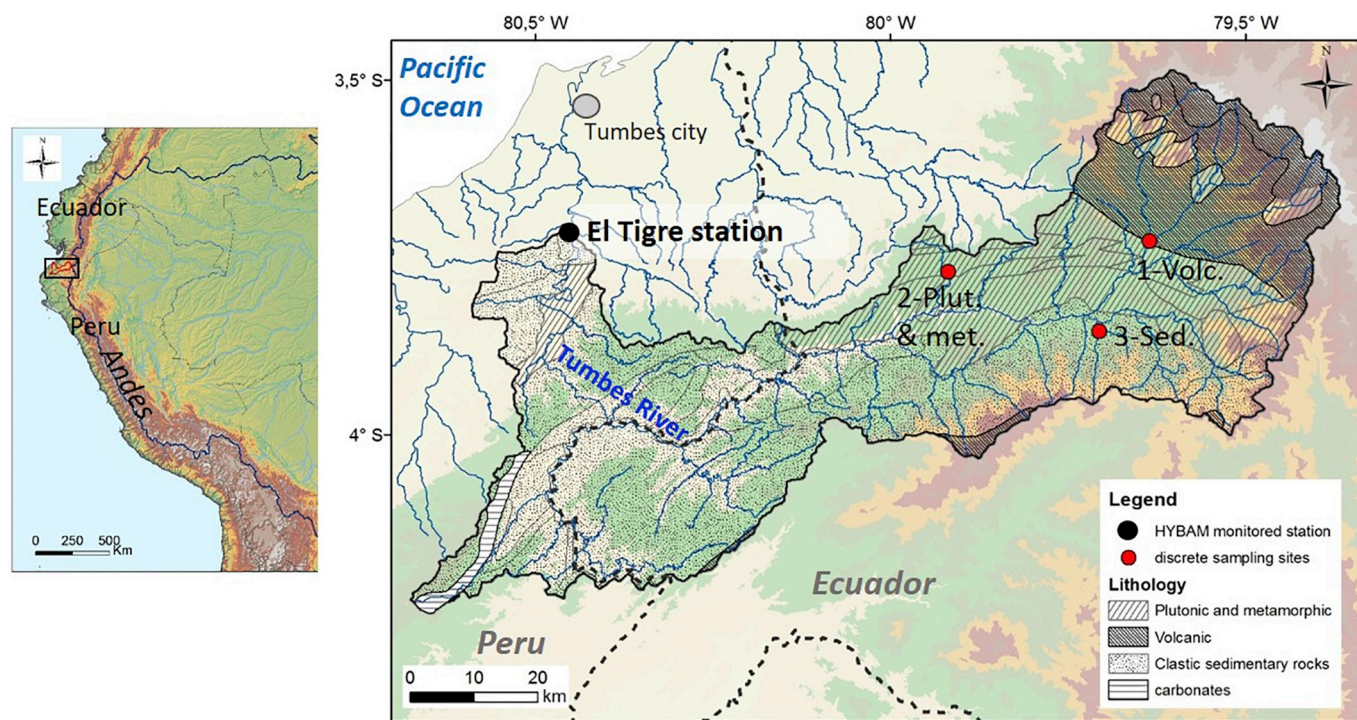 Ecuador
Peru
Andes
0 250 500
Km
80,5° W
80° W
79,5° W
3,5° S
4° S
Pacific
Ocean
N
Tumbes city
El Tigre station
1-Volc.
2-Plut.
& met.
3-Sed.
Tumbes River
Ecuador
Peru
0 10 20
km
Legend
HYBAM monitored station
discrete sampling sites
Lithology
Plutonic and metamorphic
Volcanic
Clastic sedimentary rocks
carbonates